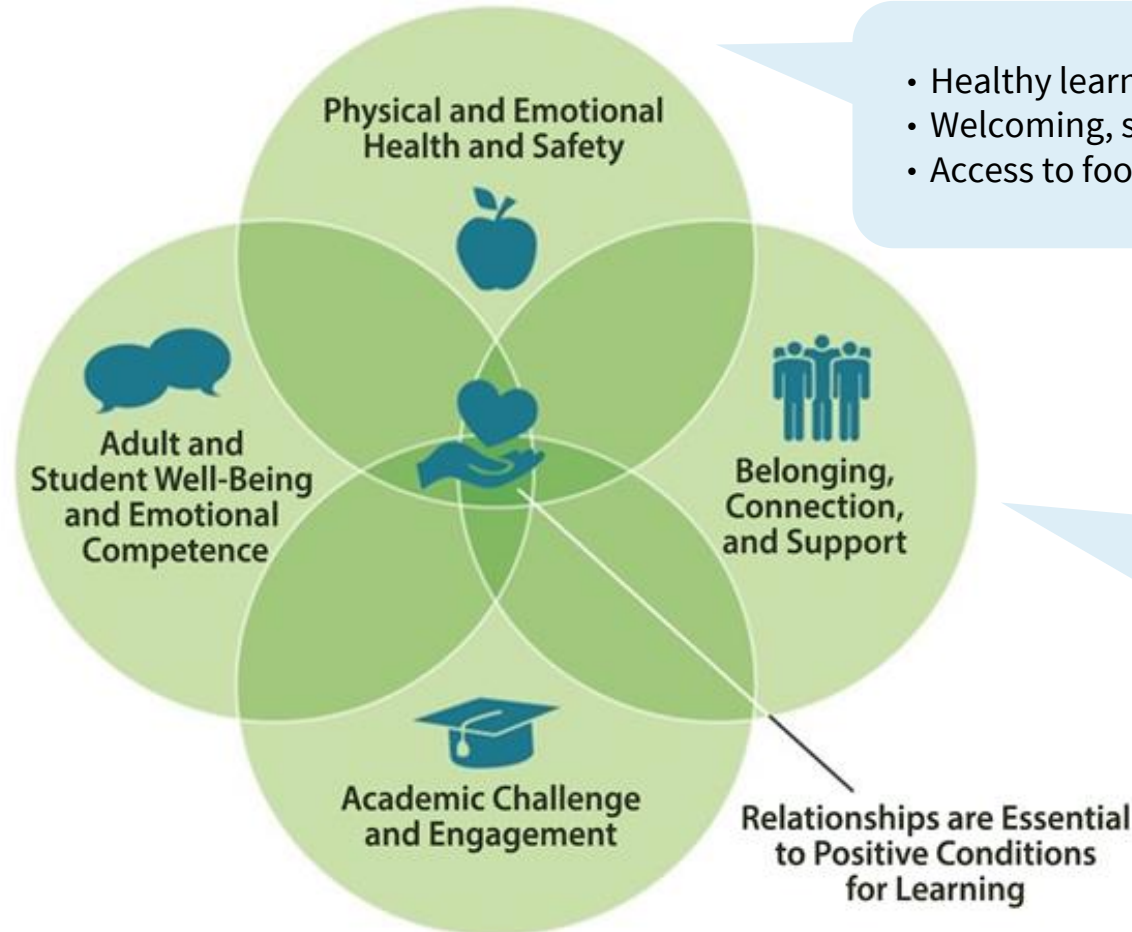 Physical and Emotional
Health and Safety
• Healthy learn
• Welcoming, s
• Access to foo
Adult and
Student Well-Being
and Emotional
Competence
Belonging,
Connection,
and Support
Academic Challenge
and Engagement
Relationships are Essential
to Positive Conditions
for Learning